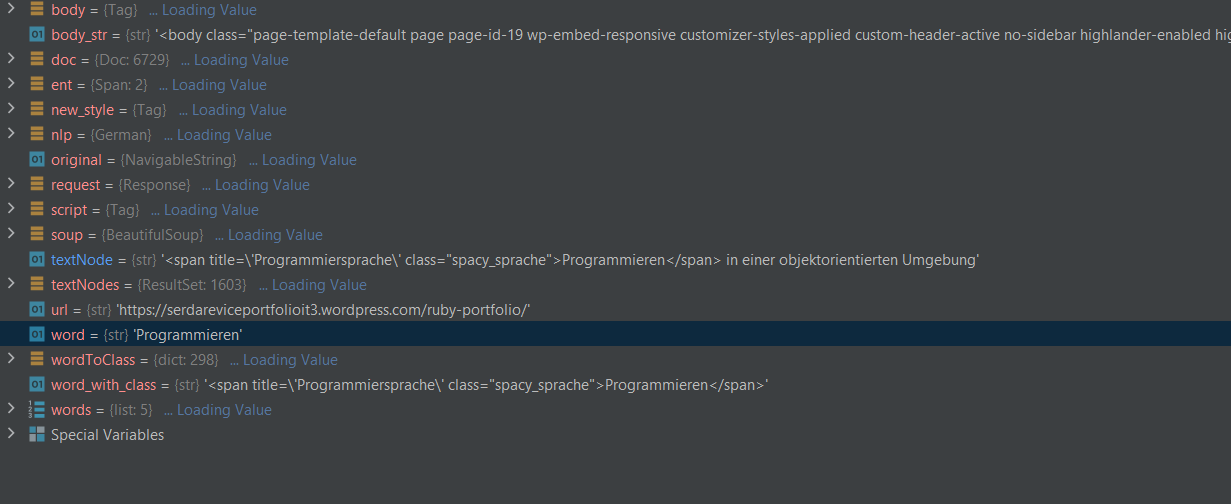 body = {Tag} ... Loading Value
body_str = {str} '<body class="page-template-default page page-id-19 wp-embed-responsive customizer-styles-applied custom-header-active no-sidebar highlander-enabled hig
doc = {Doc: 6729} ... Loading Value
ent = {Span: 2} ... Loading Value
new_style = {Tag} ... Loading Value
nlp = {German} ... Loading Value
original = {NavigableString} ... Loading Value
request = {Response} ... Loading Value
script = {Tag} ... Loading Value
soup = {BeautifulSoup} ... Loading Value
textNode = {str} '<span title=\'Programmiersprache\' class="spacy_sprache">Programmieren</span> in einer objektorientierten Umgebung'
textNodes = {ResultSet: 1603} ... Loading Value
url = {str} 'https://serdareviceportfolioit3.wordpress.com/ruby-portfolio/'
word = {str} 'Programmieren'
wordToClass = {dict: 298} ... Loading Value
word_with_class = {str} '<span title=\'Programmiersprache\' class="spacy_sprache">Programmieren</span>'
words = {list: 5} ... Loading Value
Special Variables